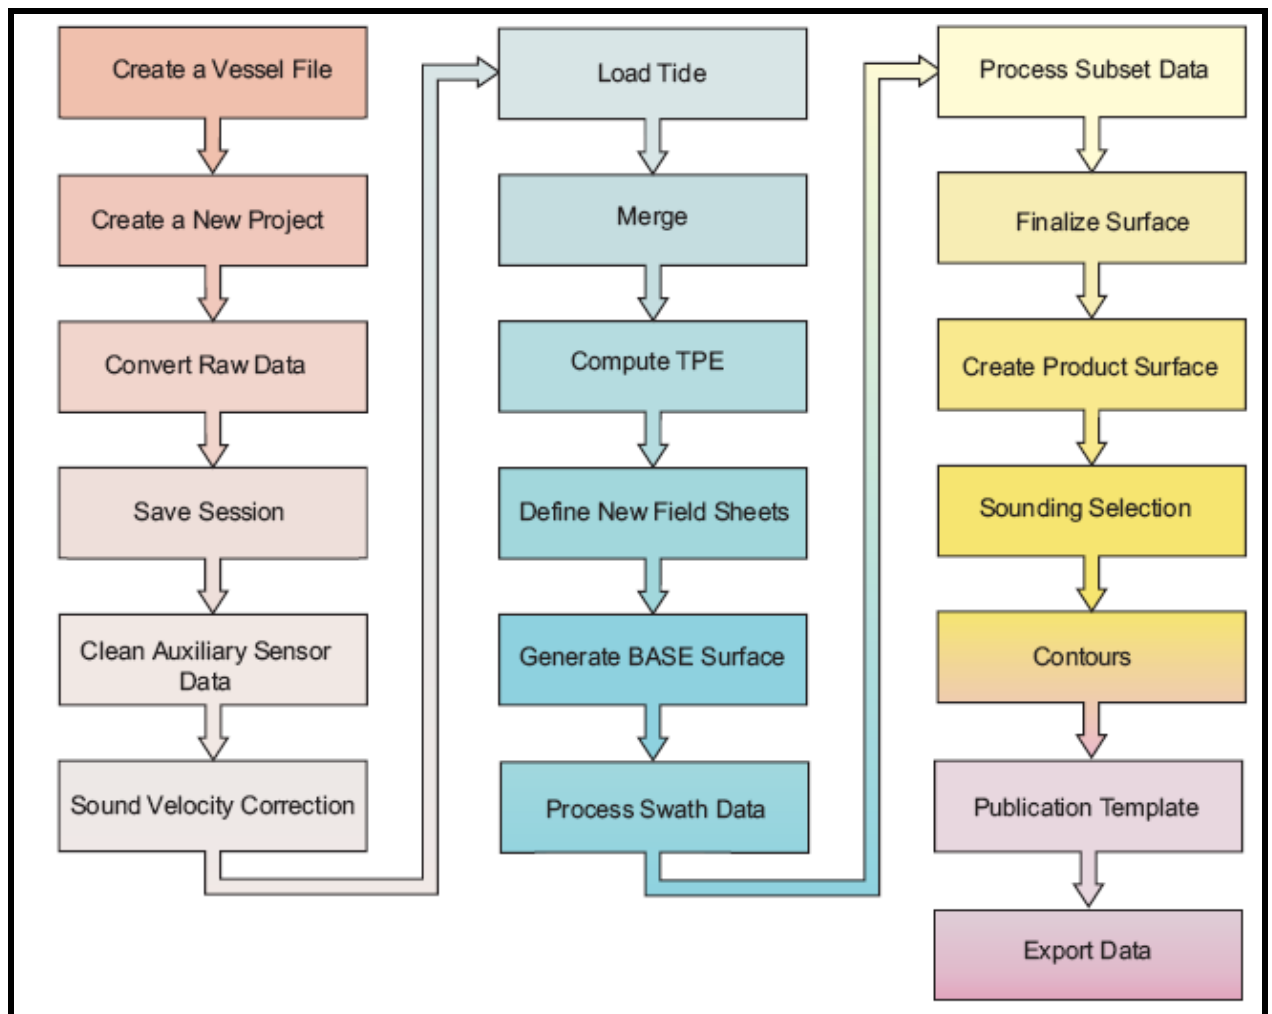 Create a Vessel File
Create a New Project
Convert Raw Data
Save Session
Clean Auxiliary Sensor
Data
Sound Velocity Correction
Load Tide
Merge
Compute TPE
Define New Field Sheets
Generate BASE Surface
Process Swath Data
Process Subset Data
Finalize Surface
Create Product Surface
Sounding Selection
Contours
Publication Template
Export Data